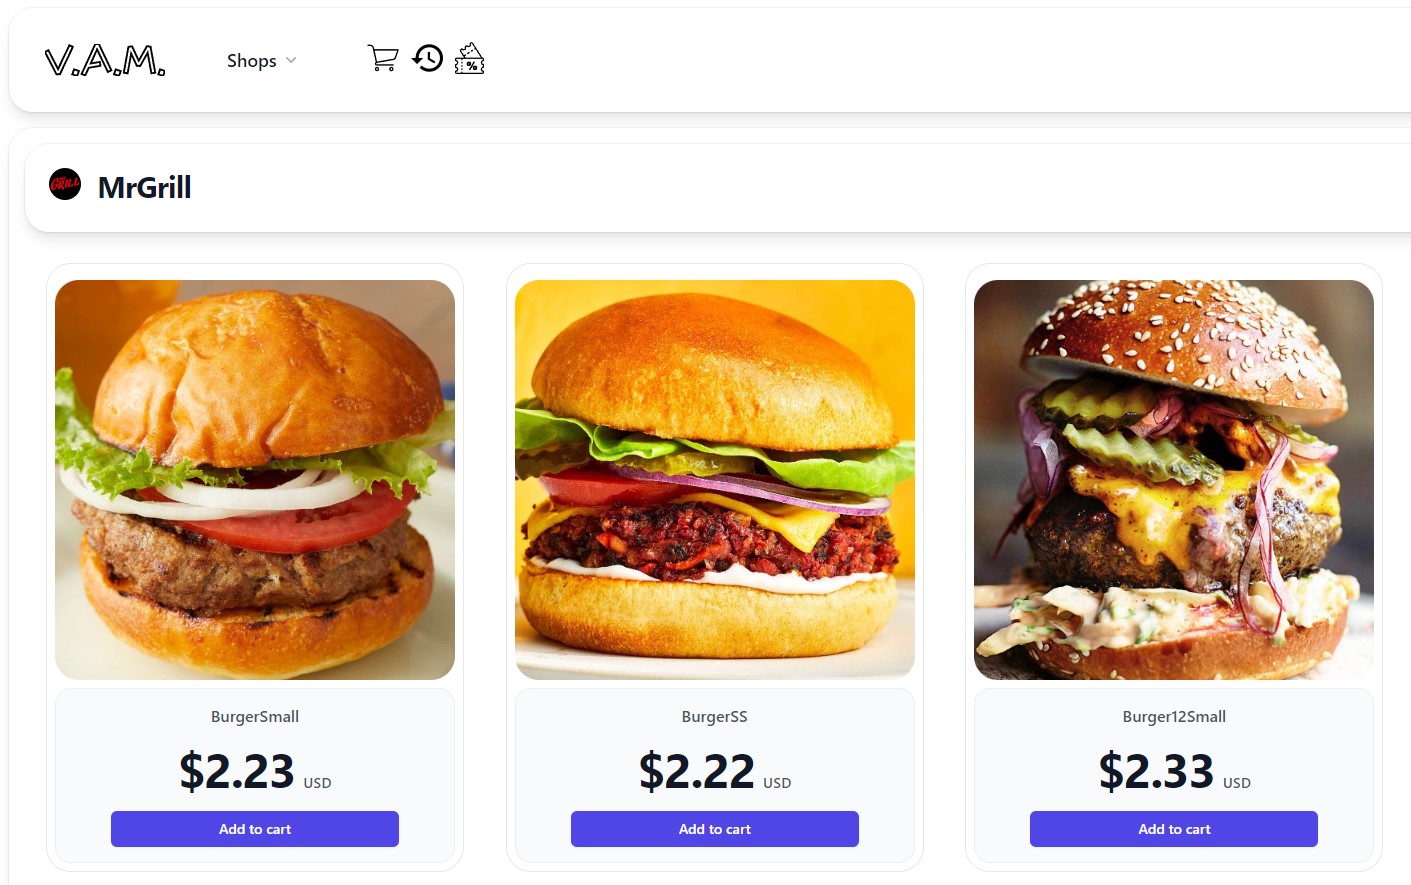 V.A.M.
Shops
%
MrGrill
GRILL
BurgerSmall
$2.23 USD
Add to cart
BurgerSS
$2.22 USD
Add to cart
Burger12Small
$2.33 USD
Add to cart